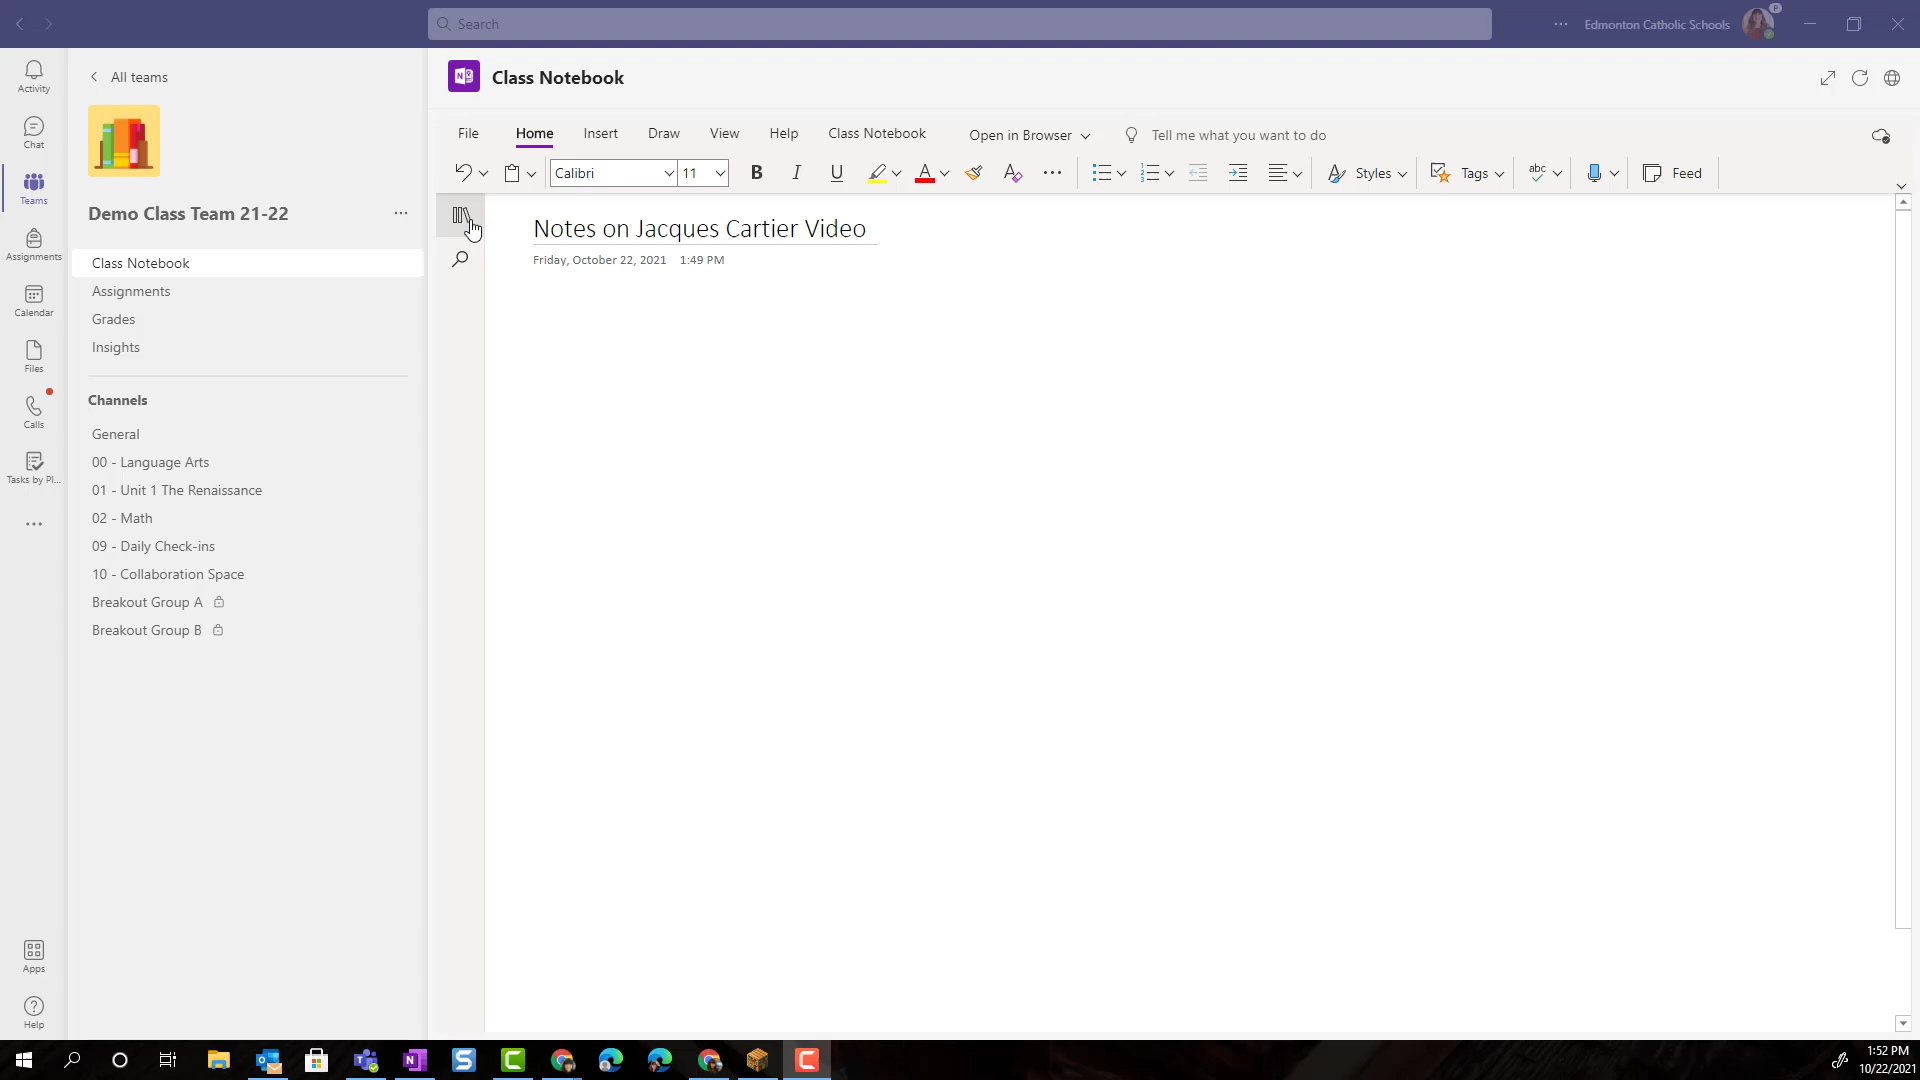 Search
Edmonton Catholic Schools
P
Activity
Chat
Teams
Assignments
Calendar
Files
Calls
Tasks by Pl...
Apps
Help
All teams
Demo Class Team 21-22
Class Notebook
Assignments
Grades
Insights
Channels
General
00 - Language Arts
01 - Unit 1 The Renaissance
02 - Math
09 - Daily Check-ins
10 - Collaboration Space
Breakout Group A
Breakout Group B
Class Notebook
File Home Insert Draw View Help Class Notebook Open in Browser Tell me what you want to do
Calibri 11 B I U A Styles Tags abc Feed
Notes on Jacques Cartier Video
Friday, October 22, 2021 1:49 PM
1:52 PM
10/22/2021